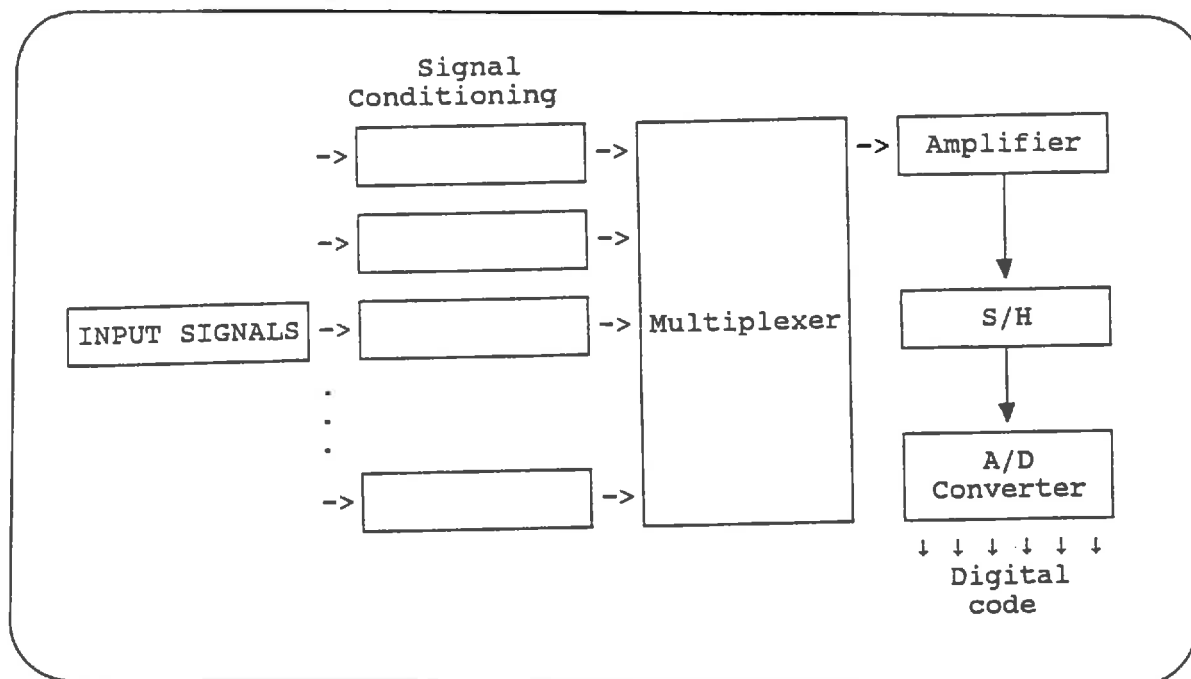 Signal
Conditioning
-> ->
-> Amplifier
-> ->
INPUT SIGNALS -> -> Multiplexer
S/H
.
.
.
-> ->
A/D
Converter
↓ ↓ ↓ ↓ ↓ ↓
Digital
code